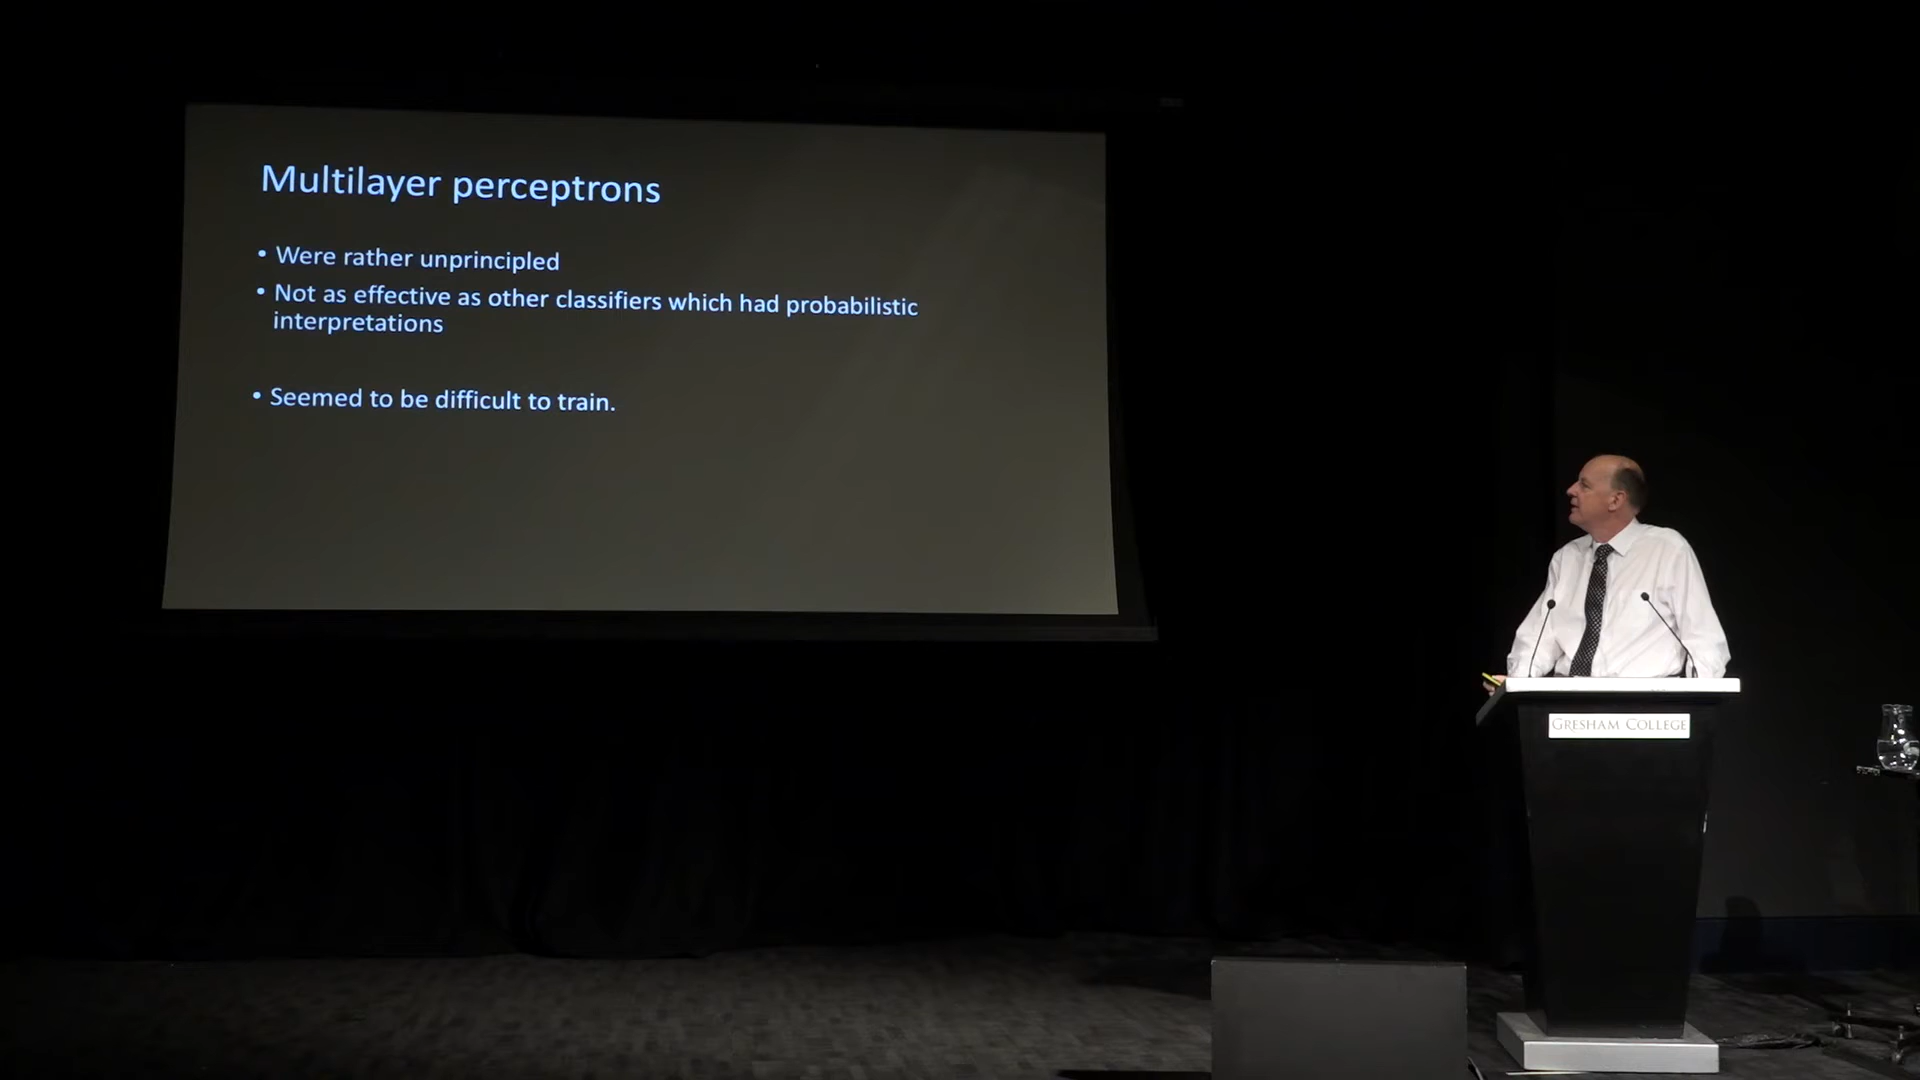 Multilayer perceptrons
• Were rather unprincipled
• Not as effective as other classifiers which had probabilistic
interpretations
• Seemed to be difficult to train.
GRESHAM COLLEGE